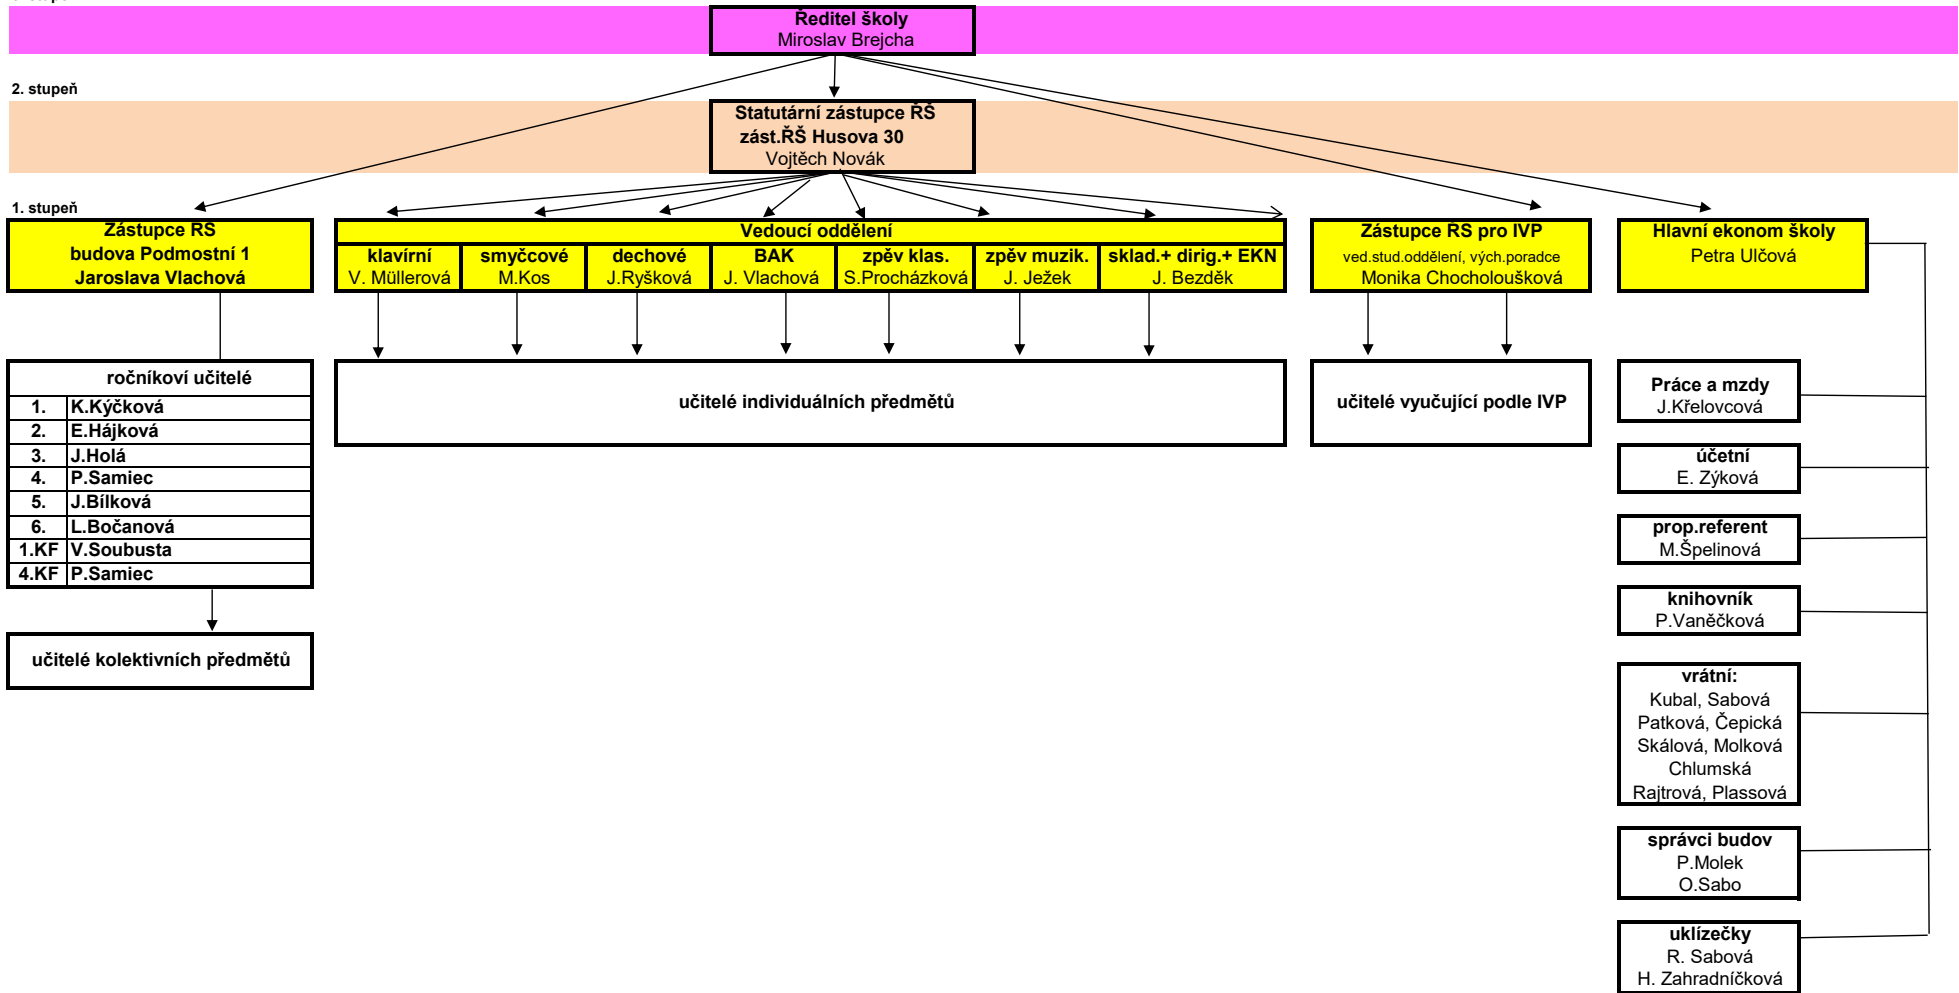 Ředitel školy
Miroslav Brejcha
2. stupeň
Statutární zástupce ŘŠ
zást.ŘŠ Husova 30
Vojtěch Novák
1. stupeň
Zástupce ŘŠ
budova Podmostní 1
Jaroslava Vlachová
Vedoucí oddělení
klavírní
V. Müllerová
smyčcové
M.Kos
dechové
J.Ryšková
BAK
J. Vlachová
zpěv klas.
S.Procházková
zpěv muzik.
J. Ježek
sklad.+ dirig.+ EKN
J. Bezděk
Zástupce ŘŠ pro IVP
ved.stud.oddělení, vých.poradce
Monika Chocholoušková
Hlavní ekonom školy
Petra Ulčová
ročníkoví učitelé
1. K.Kýčková
2. E.Hájková
3. J.Holá
4. P.Samiec
5. J.Bílková
6. L.Bočanová
1.KF V.Soubusta
4.KF P.Samiec
učitelé kolektivních předmětů
učitelé individuálních předmětů
učitelé vyučující podle IVP
Práce a mzdy
J.Křelovcová
účetní
E. Zýková
prop.referent
M.Špelinová
knihovník
P.Vaněčková
vrátní:
Kubal, Sabová
Patková, Čepická
Skálová, Molková
Chlumská
Rajtrová, Plassová
správci budov
P.Molek
O.Sabo
uklízečky
R. Sabová
H. Zahradníčková